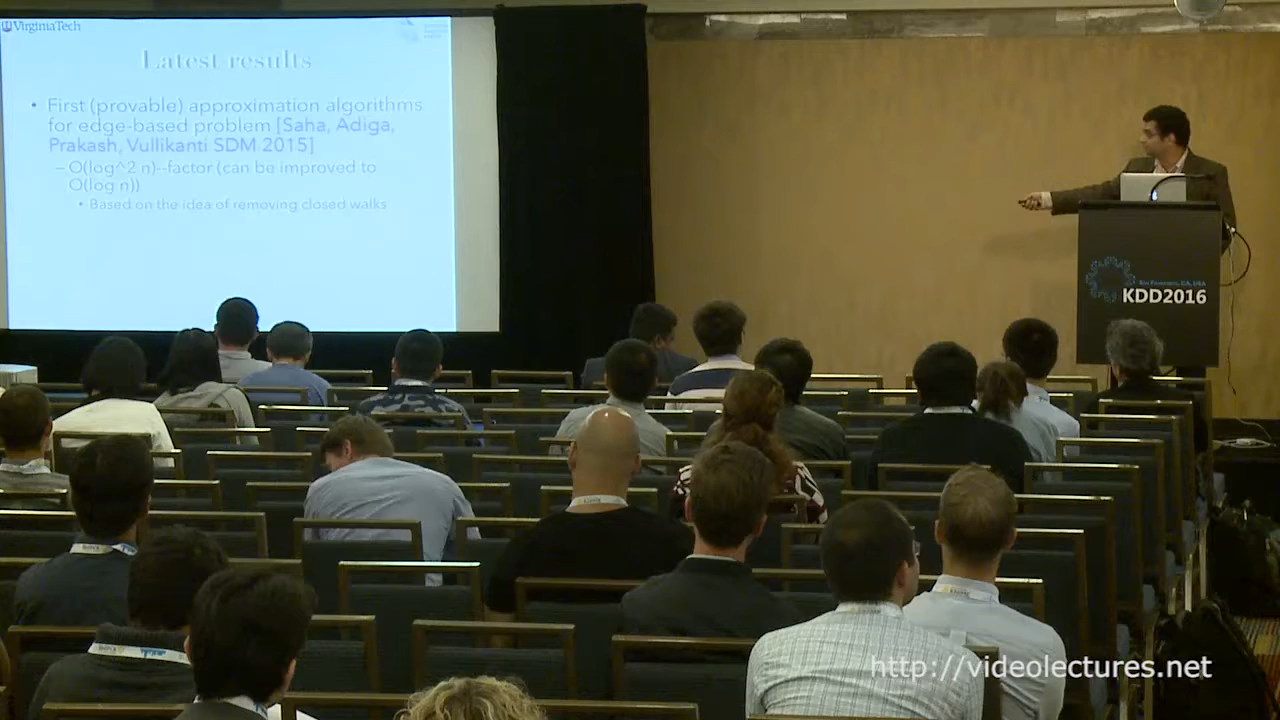 VirginiaTech
Latest results
• First (provable) approximation algorithms
for edge-based problem [Saha, Adiga,
Prakash, Vullikanti SDM 2015]
– O(log^2 n)--factor (can be improved to
O(log n))
• Based on the idea of removing closed walks
KDD2016
http://videolectures.net